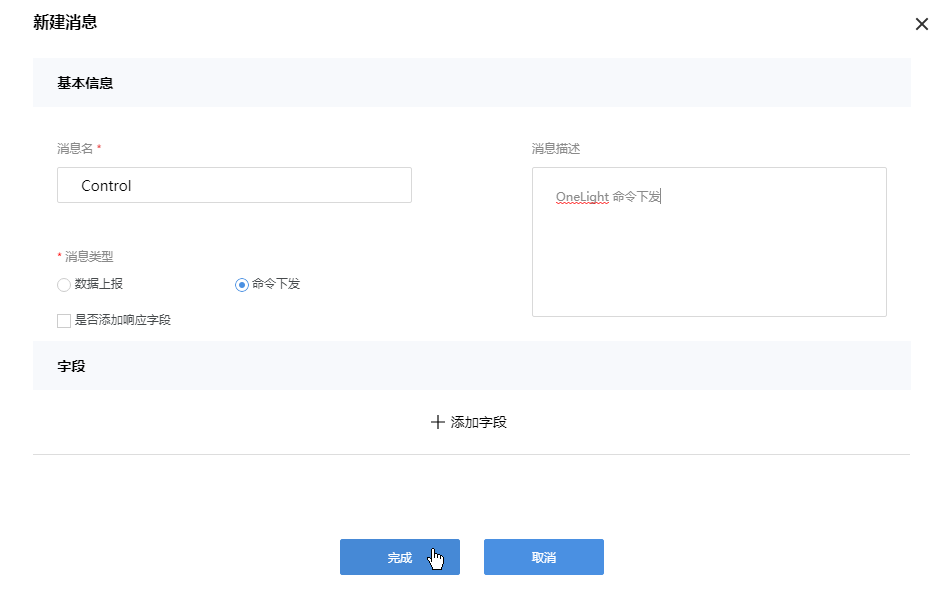 新建消息
基本信息
消息名 *
Control
消息描述
OneLight 命令下发
* 消息类型
数据上报
命令下发
是否添加响应字段
字段
添加字段
完成
取消